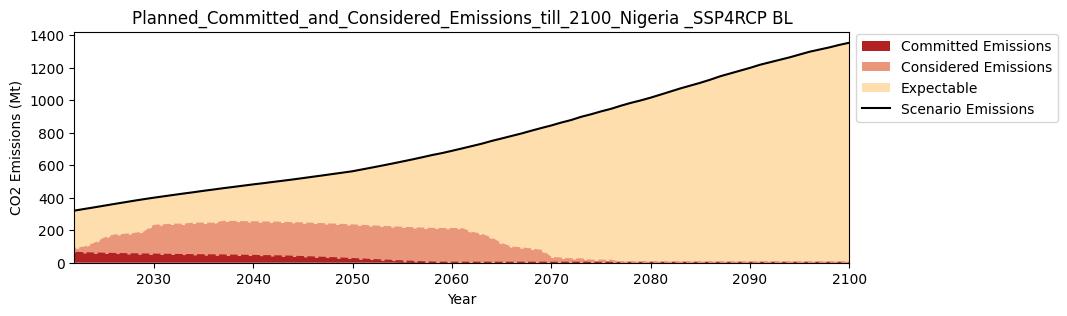 Planned_Committed_and_Considered_Emissions_till_2100_Nigeria _SSP4RCP BL
1400
1200
1000
800
600
400
200
0
CO2 Emissions (Mt)
2030 2040 2050 2060 2070 2080 2090 2100
Year
Committed Emissions
Considered Emissions
Expectable
Scenario Emissions